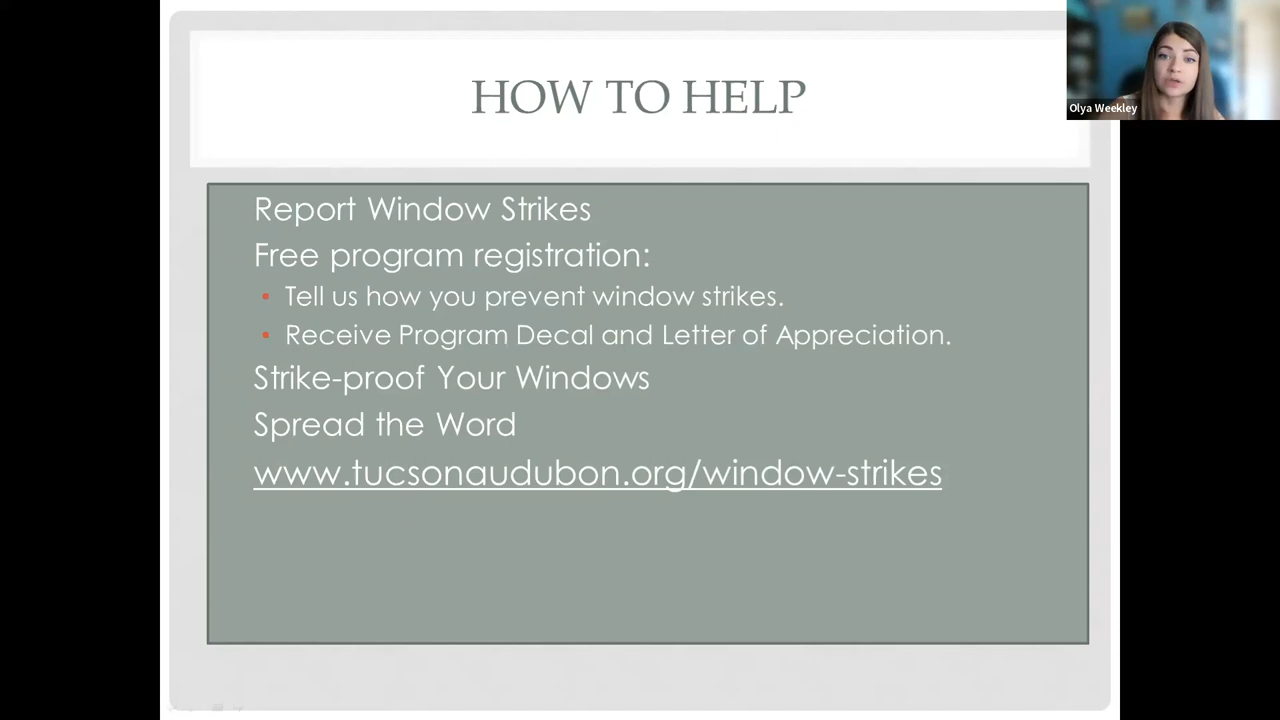 HOW TO HELP
Olya Weekley
Report Window Strikes
Free program registration:
• Tell us how you prevent window strikes.
• Receive Program Decal and Letter of Appreciation.
Strike-proof Your Windows
Spread the Word
www.tucsonaudubon.org/window-strikes